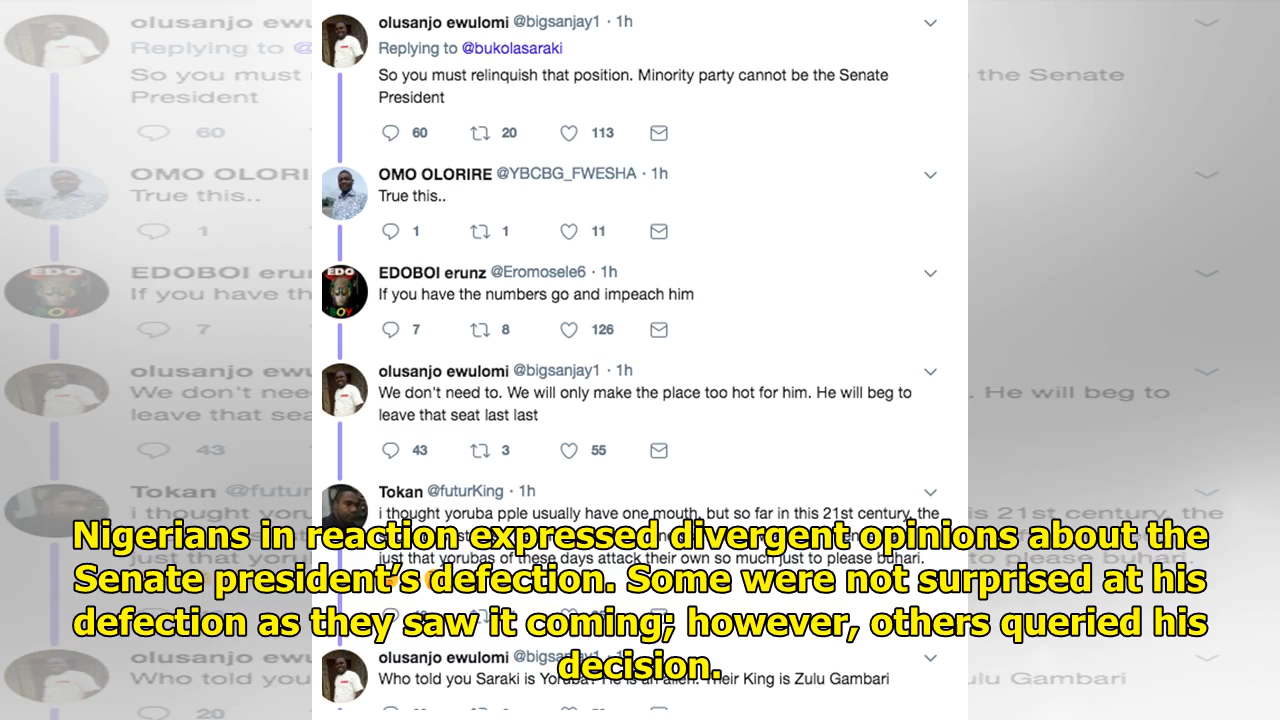 olusanjo ewulomi @bigsanjay1 · 1h
Replying to @bukolasaraki
So you must relinquish that position. Minority party cannot be the Senate
President
60 20 113
OMO OLORIRE @YBCBG_FWESHA · 1h
True this..
1 1 11
EDOBOI erunz @Eromosele6 · 1h
If you have the numbers go and impeach him
7 8 126
olusanjo ewulomi @bigsanjay1 · 1h
We don't need to. We will only make the place too hot for him. He will beg to
leave that seat last last
43 3 55
Tokan @futurKing · 1h
i thought yoruba pple usually have one mouth, but so far in this 21st century, the
just that yorubas of these days attack their own so much just to please buhari.
Nigerians in reaction expressed divergent opinions about the
Senate president's defection. Some were not surprised at his
defection as they saw it coming; however, others queried his
decision.
olusanjo ewulomi @bigsanjay1
Who told you Saraki is Yoruba? He is an alien. Their King is Zulu Gambari